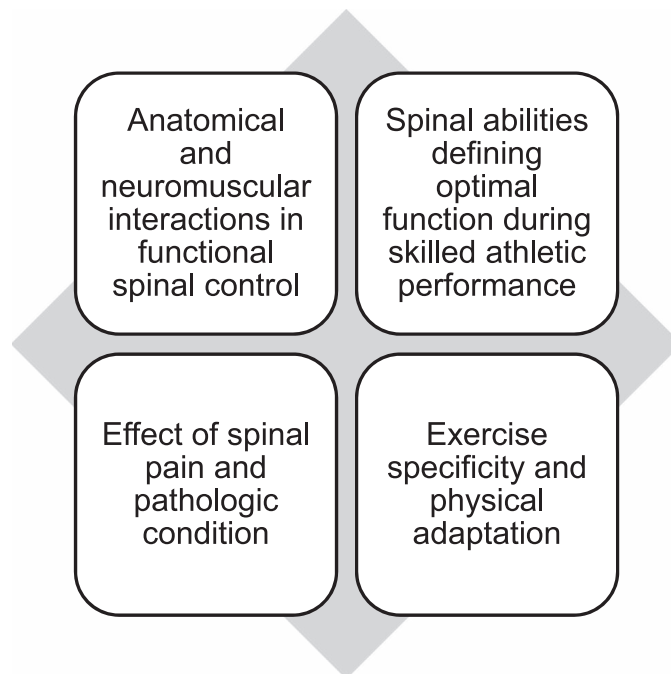 Anatomical
and
neuromuscular
interactions in
functional
spinal control
Spinal abilities
defining
optimal
function during
skilled athletic
performance
Effect of spinal
pain and
pathologic
condition
Exercise
specificity and
physical
adaptation